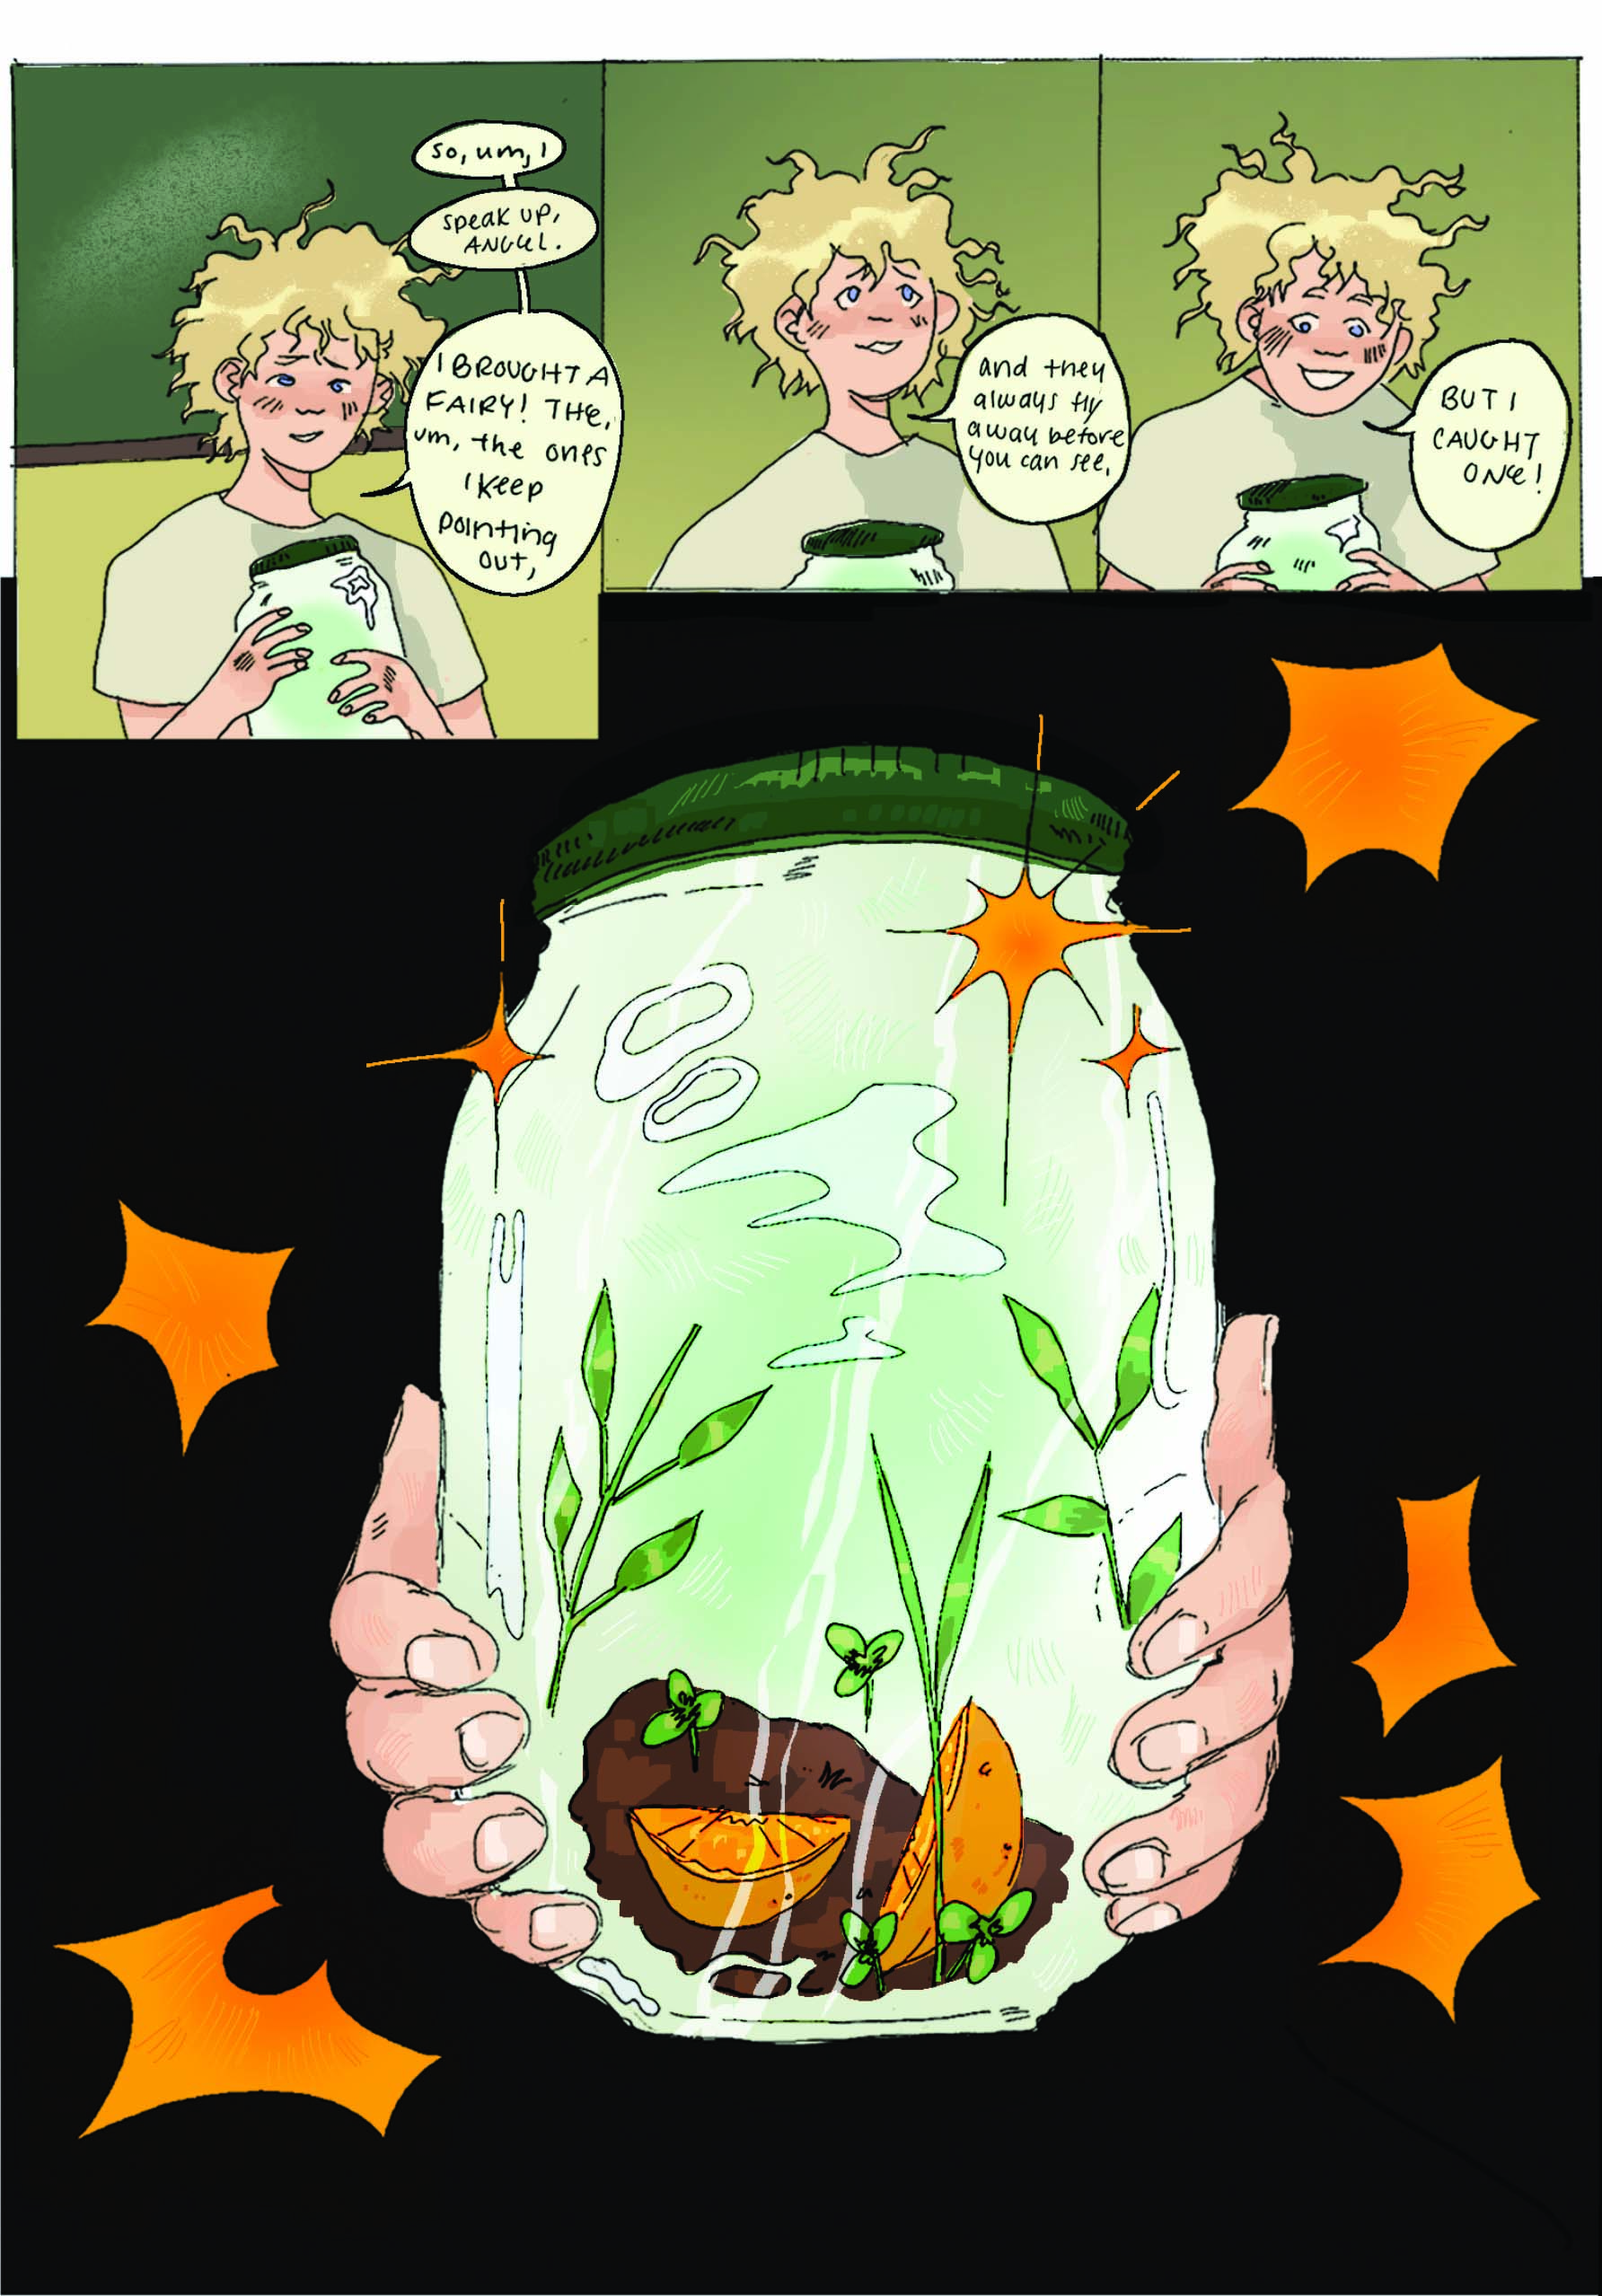 so, um, I
speak up,
ANGEL.
I BROUGHT A
FAIRY! THE,
um, the ones
I keep
pointing
out,
and they
always fly
away before
you can see,
BUT I
CAUGHT
ONE!